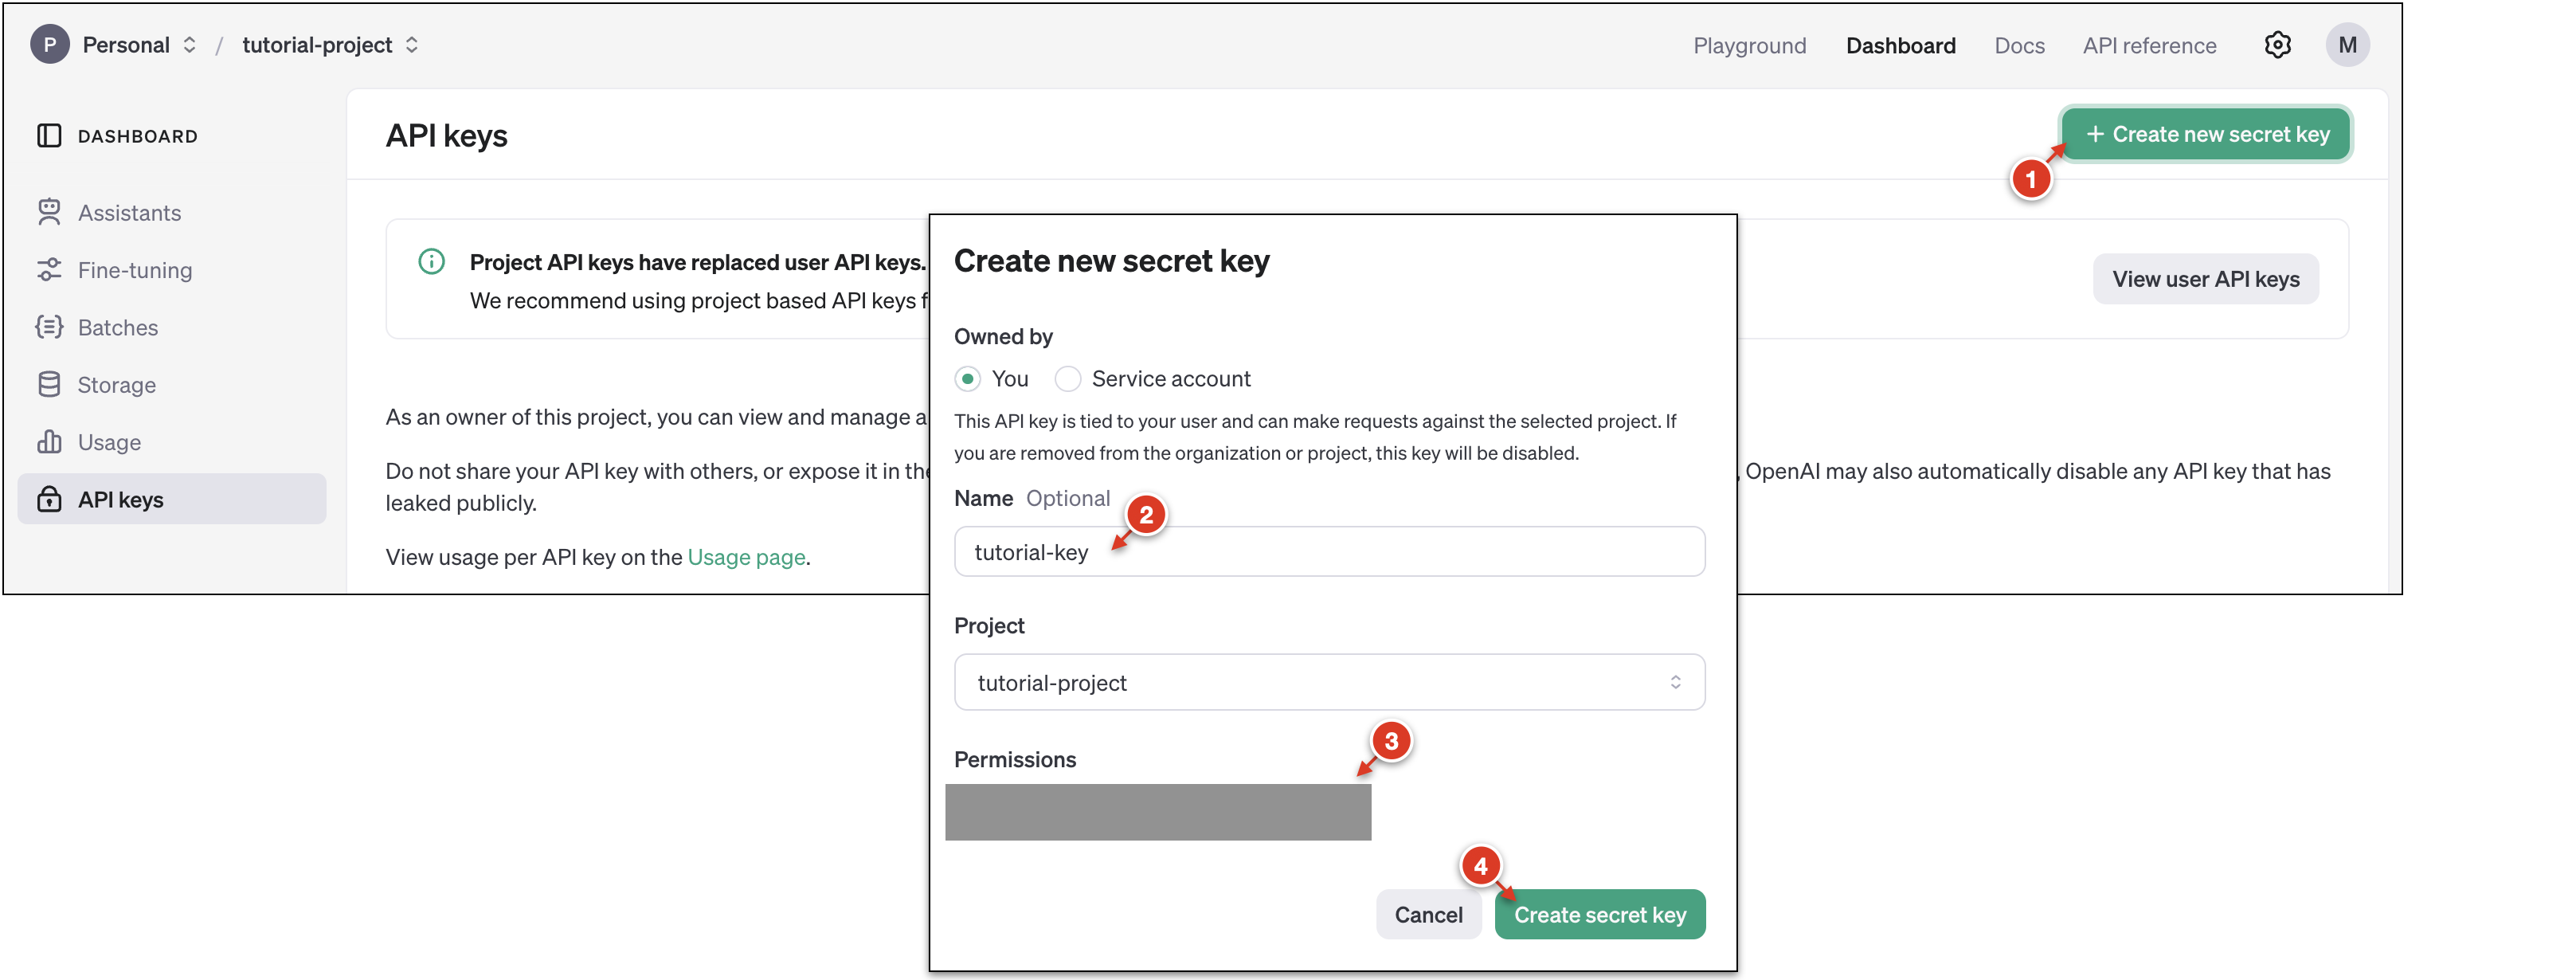 P Personal / tutorial-project
Playground Dashboard Docs API reference M
DASHBOARD
Assistants
Fine-tuning
Batches
Storage
Usage
API keys
API keys
+ Create new secret key
1
Project API keys have replaced user API keys.
We recommend using project based API keys f
View user API keys
As an owner of this project, you can view and manage a
Do not share your API key with others, or expose it in the
, OpenAI may also automatically disable any API key that has
leaked publicly.
View usage per API key on the Usage page.
Create new secret key
Owned by
You Service account
This API key is tied to your user and can make requests against the selected project. If
you are removed from the organization or project, this key will be disabled.
Name Optional
2
tutorial-key
Project
tutorial-project
3
Permissions
4
Cancel Create secret key